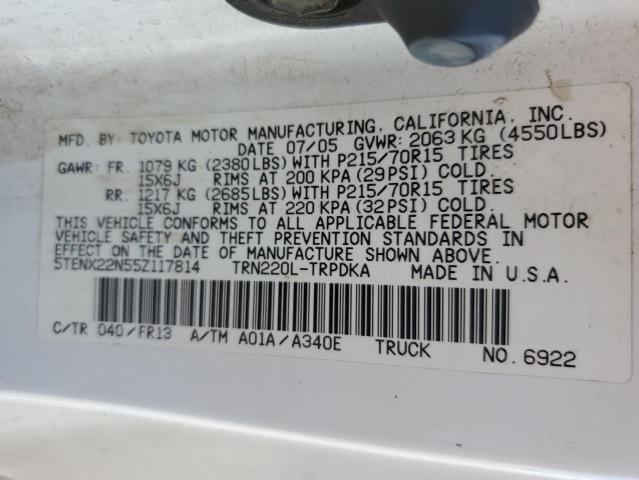 MFD. BY: TOYOTA MOTOR MANUFACTURING, CALIFORNIA, INC.
DATE 07/05 GVWR: 2063 KG (4550LBS)
GAWR: FR. 1079 KG (2380LBS) WITH P215/70R15 TIRES
15X6J RIMS AT 200 KPA (29PSI) COLD.
RR. 1217 KG (2685LBS) WITH P215/70R15 TIRES
15X6J RIMS AT 220 KPA (32PSI) COLD.
THIS VEHICLE CONFORMS TO ALL APPLICABLE FEDERAL MOTOR
VEHICLE SAFETY AND THEFT PREVENTION STANDARDS IN
EFFECT ON THE DATE OF MANUFACTURE SHOWN ABOVE.
5TENX22N55Z117814 TRN220L-TRPDKA MADE IN U.S.A.
C/TR 040/FR13 A/TM A01A/A340E TRUCK NO. 6922